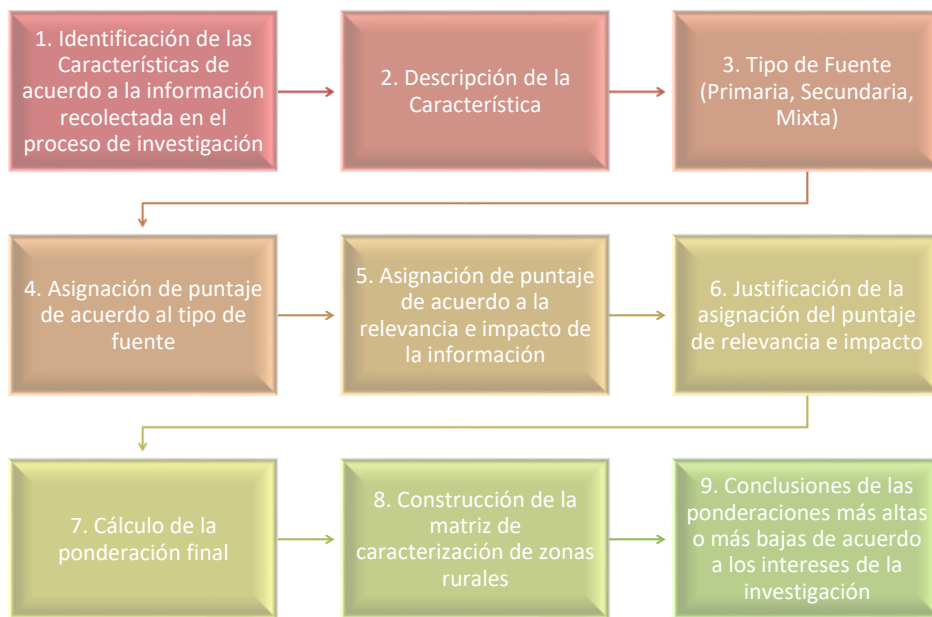 1. Identificación de las
Características de
acuerdo a la información
recolectada en el
proceso de investigación
2. Descripción de la
Característica
3. Tipo de Fuente
(Primaria, Secundaria,
Mixta)
4. Asignación de puntaje
de acuerdo al tipo de
fuente
5. Asignación de puntaje
de acuerdo a la
relevancia e impacto de
la información
6. Justificación de la
asignación del puntaje
de relevancia e impacto
7. Cálculo de la
ponderación final
8. Construcción de la
matriz de
caracterización de zonas
rurales
9. Conclusiones de las
ponderaciones más altas
o más bajas de acuerdo
a los intereses de la
investigación